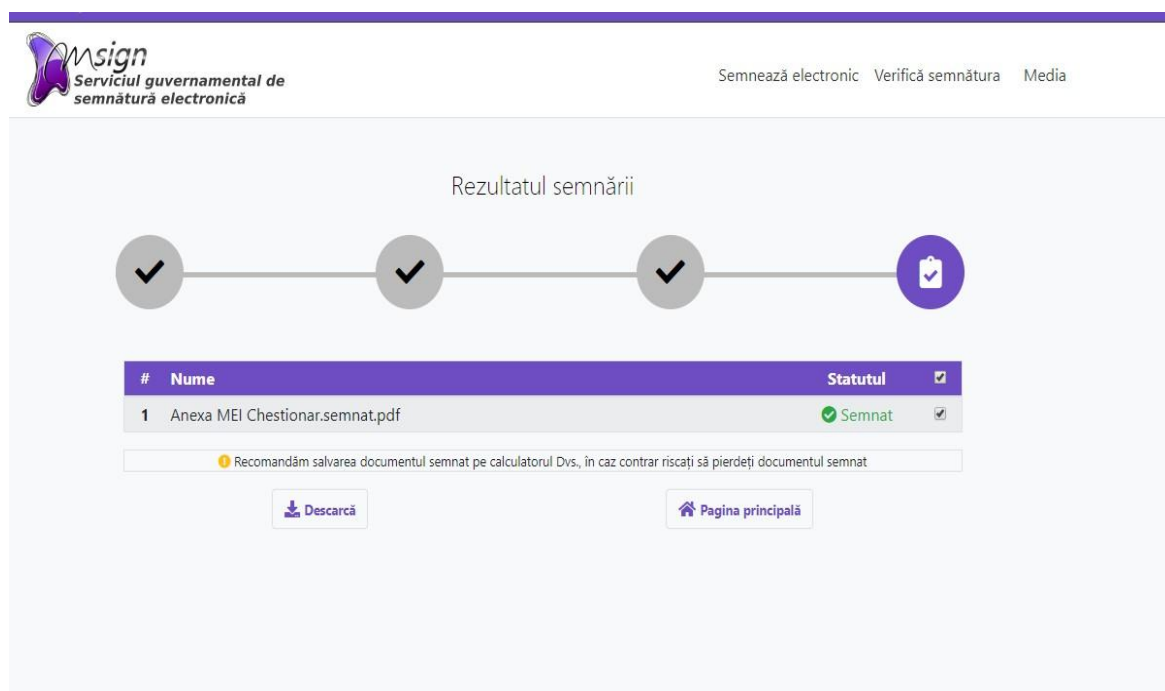 Msign
Serviciul guvernamental de
semnătură electronică
Semnează electronic Verifică semnătura Media
Rezultatul semnării
# Nume Statutul
1 Anexa MEI Chestionar.semnat.pdf Semnat
Recomandăm salvarea documentul semnat pe calculatorul Dvs., în caz contrar riscați să pierdeți documentul semnat
Descarcă Pagina principală